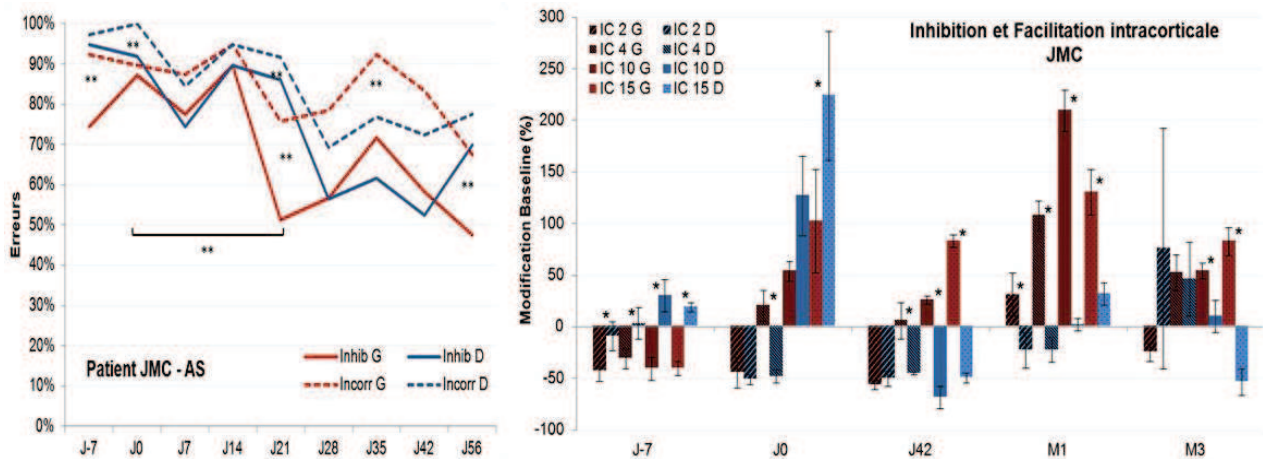 100%
90%
80%
70%
60%
50%
40%
30%
20%
10%
0%
Erreurs
**
**
**
**
**
**
**
Patient JMC - AS
Inhib G
Inhib D
Incorr G
Incorr D
J-7 J0 J7 J14 J21 J28 J35 J42 J56
Inhibition et Facilitation intracorticale
JMC
IC 2 G IC 2 D
IC 4 G IC 4 D
IC 10 G IC 10 D
IC 15 G IC 15 D
300
250
200
150
100
50
0
-50
-100
Modification Baseline (%)
* * * *
* *
* * *
* * * *
* *
J-7 J0 J42 M1 M3